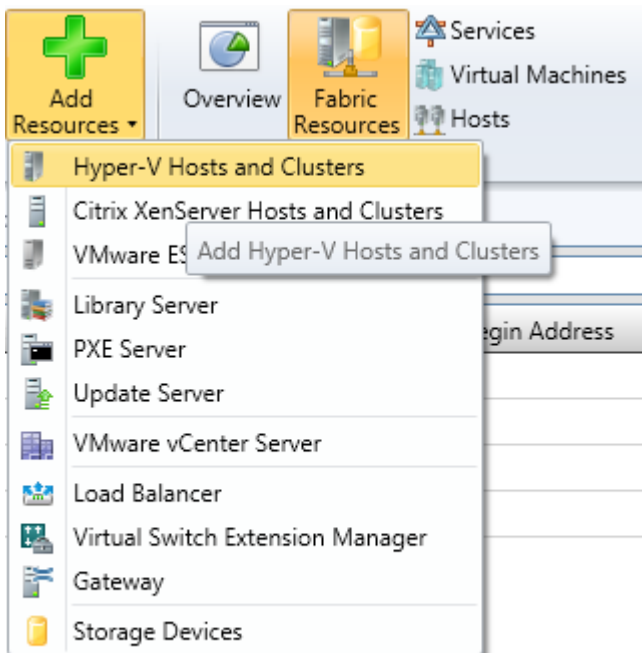 Add
Resources
Overview
Fabric
Resources
Services
Virtual Machines
Hosts
Hyper-V Hosts and Clusters
Citrix XenServer Hosts and Clusters
VMware
Add Hyper-V Hosts and Clusters
Library Server
PXE Server
Address
Update Server
VMware vCenter Server
Load Balancer
Virtual Switch Extension Manager
Gateway
Storage Devices